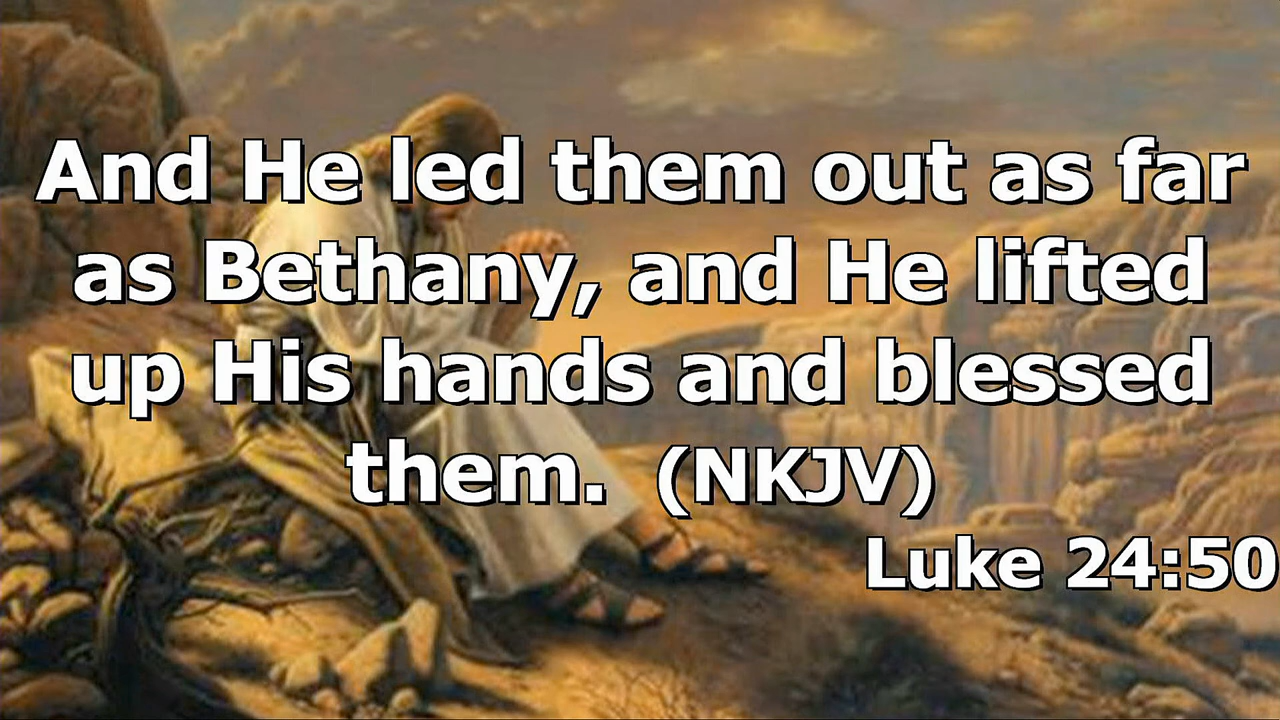 And He led them out as far
as Bethany, and He lifted
up His hands and blessed
them.  (NKJV)
Luke 24:50